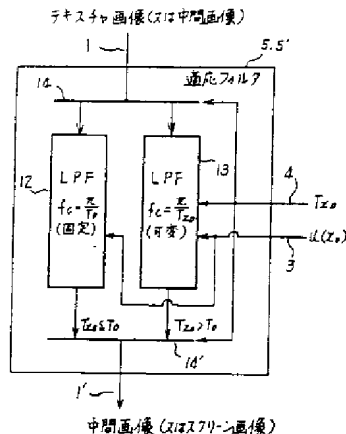 テキスチャ画像(又は中間画像)
1
5.5'
適応フィルタ
14
12
13
LPF
fc=π/T0
(固定)
LPF
fc=π/Tx0
(可変)
4
Tx0
u(x0)
3
Tx0≦T0
Tx0>T0
14'
1'
中間画像(又はスクリーン画像)